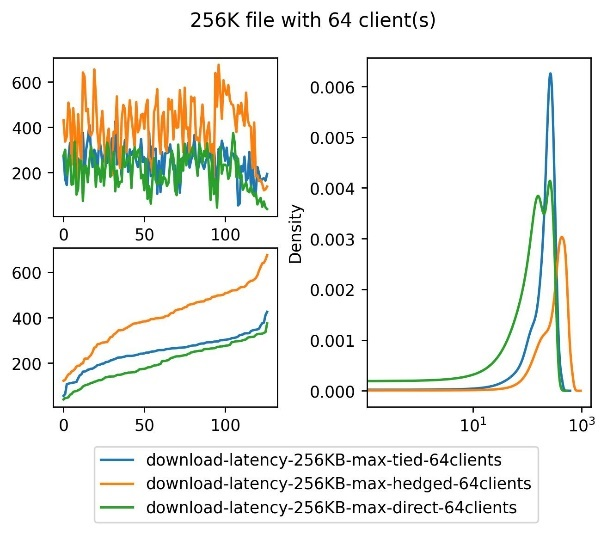 256K file with 64 client(s)
600
400
200
0 50 100
600
400
200
0 50 100
Density
0.006
0.005
0.004
0.003
0.002
0.001
0.000
10¹ 10³
download-latency-256KB-max-tied-64clients
download-latency-256KB-max-hedged-64clients
download-latency-256KB-max-direct-64clients